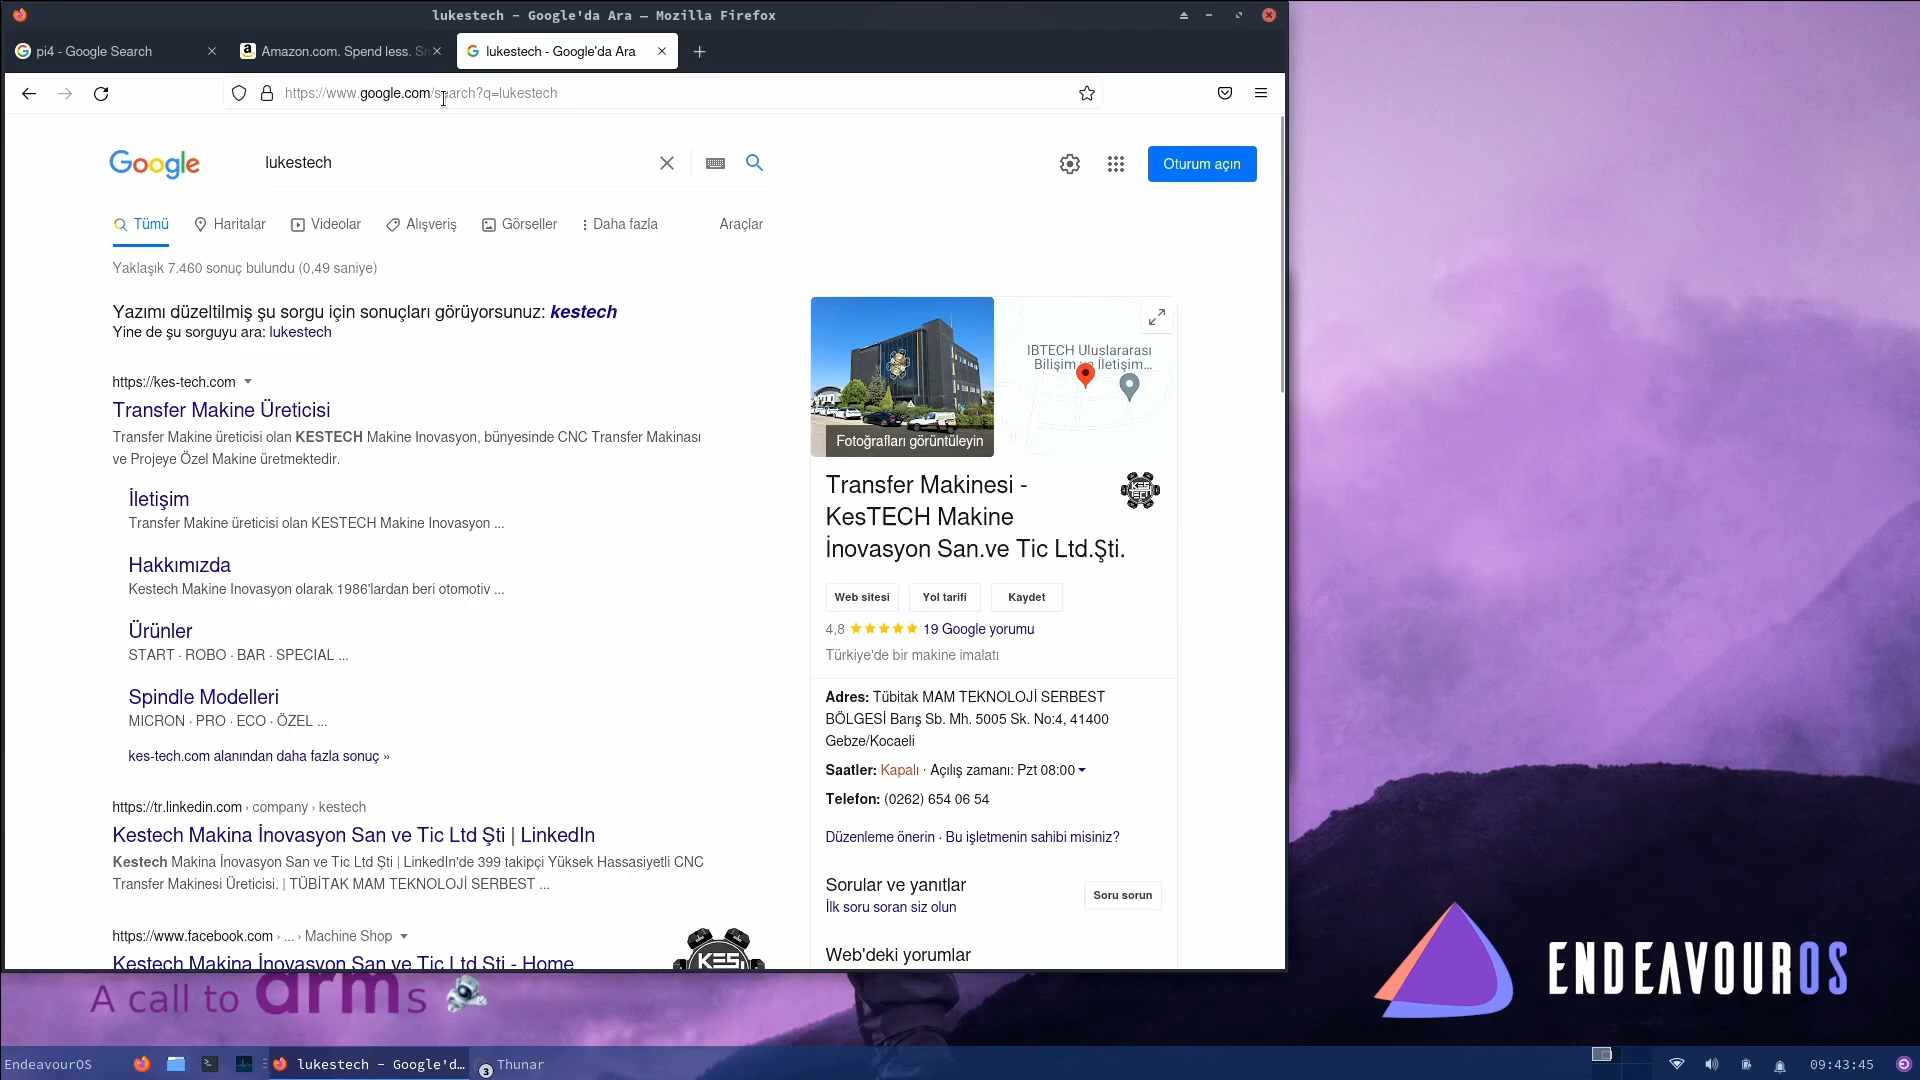 lukestech - Google'da Ara — Mozilla Firefox
pi4 - Google Search
Amazon.com. Spend less. Sm
lukestech - Google'da Ara
https://www.google.com/search?q=lukestech
Google
lukestech
Oturum açın
Tümü
Haritalar
Videolar
Alışveriş
Görseller
Daha fazla
Araçlar
Yaklaşık 7.460 sonuç bulundu (0,49 saniye)
Yazımı düzeltilmiş şu sorgu için sonuçları görüyorsunuz: kestech
Yine de şu sorguyu ara: lukestech
https://kes-tech.com
Transfer Makine Üreticisi
Transfer Makine üreticisi olan KESTECH Makine Inovasyon, bünyesinde CNC Transfer Makinası
ve Projeye Özel Makine üretmektedir.
İletişim
Transfer Makine üreticisi olan KESTECH Makine Inovasyon ...
Hakkımızda
Kestech Makine Inovasyon olarak 1986'lardan beri otomotiv ...
Ürünler
START · ROBO · BAR · SPECIAL ...
Spindle Modelleri
MICRON · PRO · ECO · ÖZEL ...
kes-tech.com alanından daha fazla sonuç »
https://tr.linkedin.com › company › kestech
Kestech Makina İnovasyon San ve Tic Ltd Şti | LinkedIn
Kestech Makina İnovasyon San ve Tic Ltd Şti | LinkedIn'de 399 takipçi Yüksek Hassasiyetli CNC
Transfer Makinesi Üreticisi. | TÜBİTAK MAM TEKNOLOJİ SERBEST ...
https://www.facebook.com › ... › Machine Shop
Kestech Makina İnovasyon San ve Tic Ltd Şti - Home
KES
IBTECH Uluslararası
Bilişim ve İletişim...
Fotoğrafları görüntüleyin
Transfer Makinesi -
KesTECH Makine
İnovasyon San.ve Tic Ltd.Şti.
KES
TECH
Web sitesi
Yol tarifi
Kaydet
4,8
19 Google yorumu
Türkiye'de bir makine imalatı
Adres: Tübitak MAM TEKNOLOJİ SERBEST
BÖLGESİ Barış Sb. Mh. 5005 Sk. No:4, 41400
Gebze/Kocaeli
Saatler: Kapalı · Açılış zamanı: Pzt 08:00
Telefon: (0262) 654 06 54
Düzenleme önerin · Bu işletmenin sahibi misiniz?
Sorular ve yanıtlar
Soru sorun
İlk soru soran siz olun
Web'deki yorumlar
A call to arms
ENDEAVOUROS
EndeavourOS
lukestech - Google'd…
3
Thunar
09:43:45